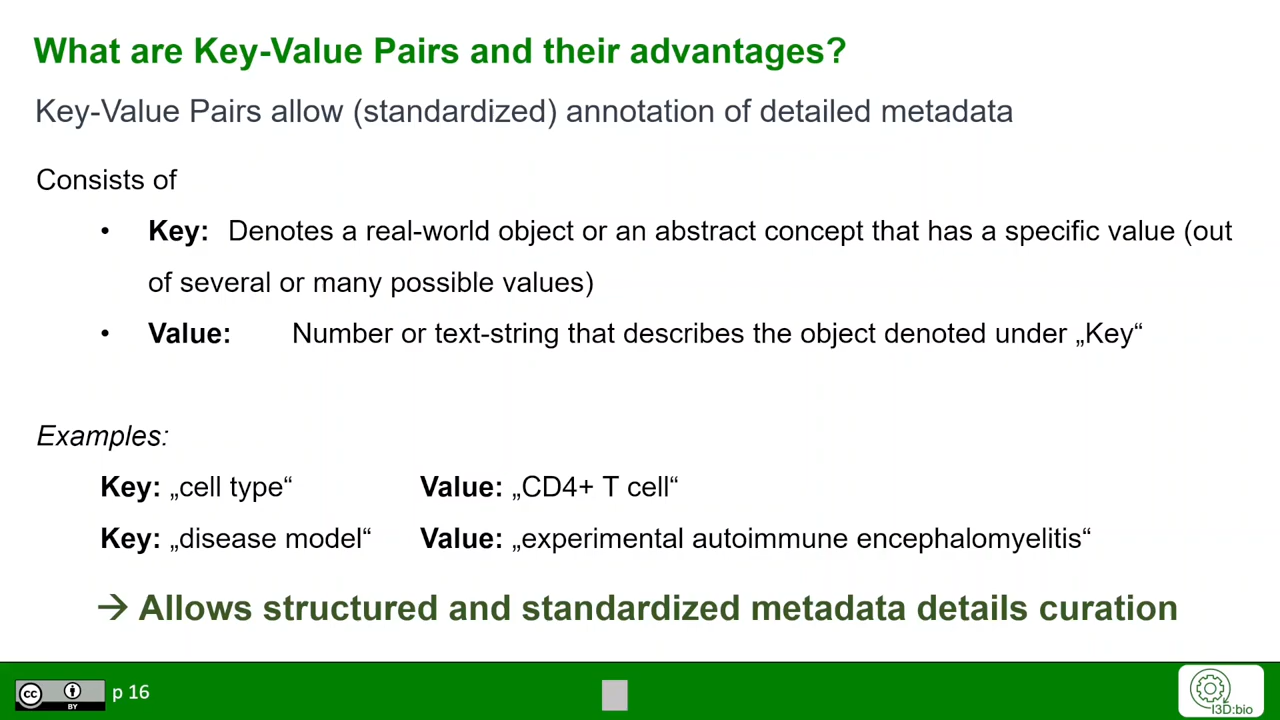 What are Key-Value Pairs and their advantages?
Key-Value Pairs allow (standardized) annotation of detailed metadata
Consists of
• Key: Denotes a real-world object or an abstract concept that has a specific value (out
of several or many possible values)
• Value: Number or text-string that describes the object denoted under „Key“
Examples:
Key: „cell type“ Value: „CD4+ T cell“
Key: „disease model“ Value: „experimental autoimmune encephalomyelitis“
→ Allows structured and standardized metadata details curation
cc BY p 16
I3D:bio